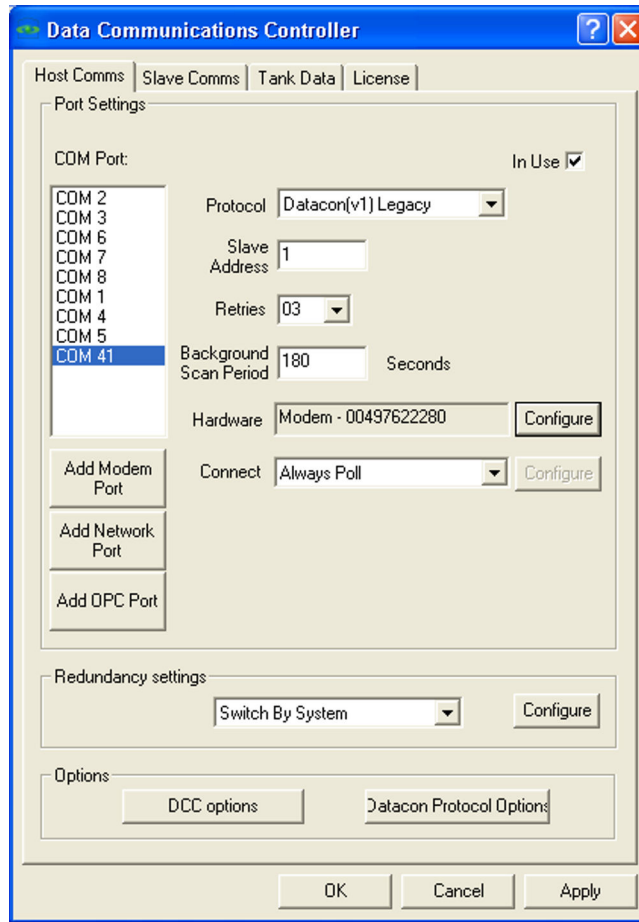 Data Communications Controller
Host Comms Slave Comms Tank Data License
Port Settings
COM Port:
In Use
COM 2
COM 3
COM 6
COM 7
COM 8
COM 1
COM 4
COM 5
COM 41
Protocol Datacon(v1) Legacy
Slave
Address 1
Retries 03
Background
Scan Period 180 Seconds
Hardware Modem - 00497622280 Configure
Connect Always Poll Configure
Add Modem
Port
Add Network
Port
Add OPC Port
Redundancy settings
Switch By System Configure
Options
DCC options Datacon Protocol Options
OK Cancel Apply